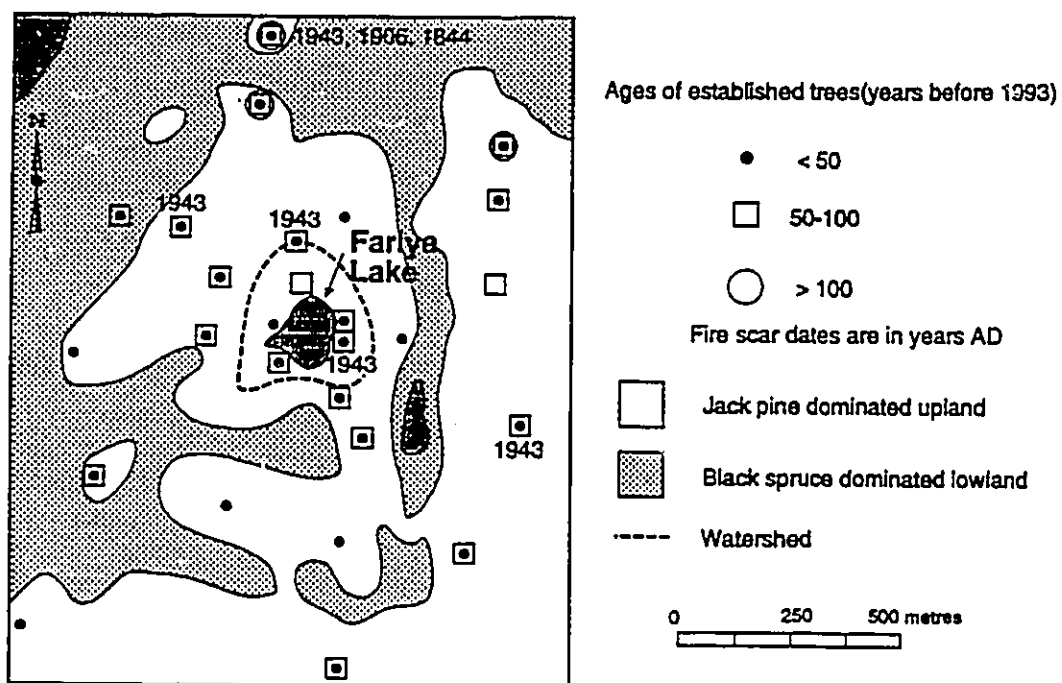 1943, 1906, 1844
N
1943
1943
Farlye
Lake
1943
1943
Ages of established trees(years before 1993)
< 50
50-100
> 100
Fire scar dates are in years AD
Jack pine dominated upland
Black spruce dominated lowland
Watershed
0 250 500 metres